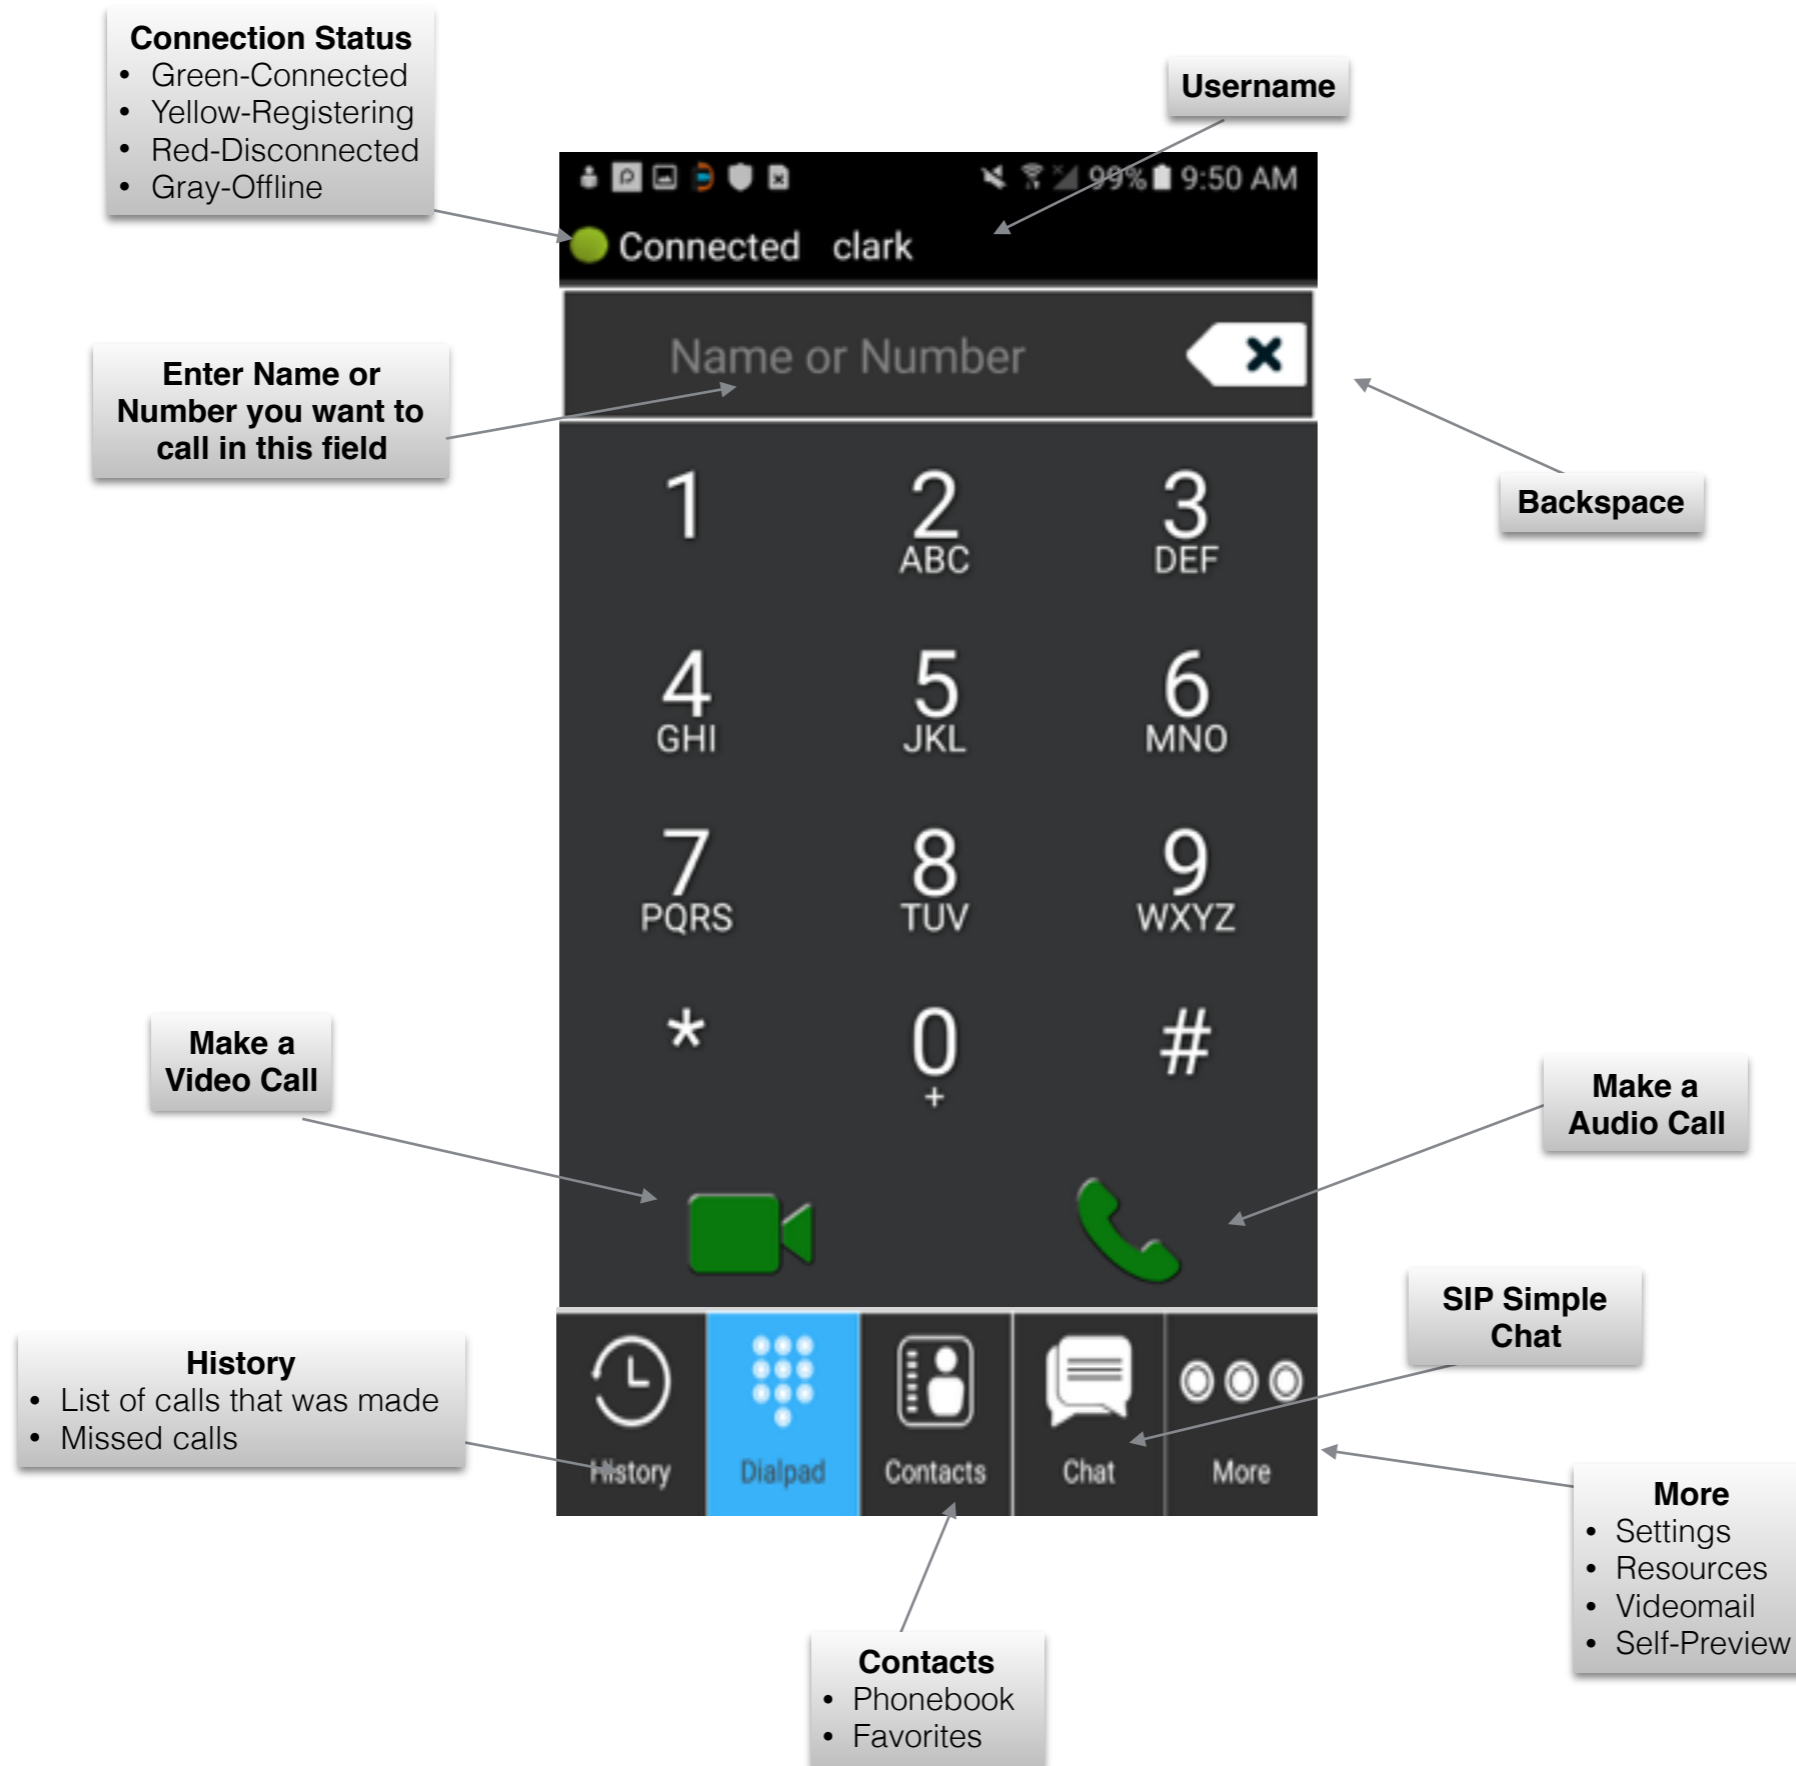 Connection Status
• Green-Connected
• Yellow-Registering
• Red-Disconnected
• Gray-Offline
Username
99% 9:50 AM
Connected clark
Enter Name or
Number you want to
call in this field
Name or Number
Backspace
1 2 3
ABC DEF
4 5 6
GHI JKL MNO
7 8 9
PQRS TUV WXYZ
* 0 #
+
Make a
Video Call
Make a
Audio Call
SIP Simple
Chat
History
• List of calls that was made
• Missed calls
History Dialpad Contacts Chat More
More
• Settings
• Resources
• Videomail
• Self-Preview
Contacts
• Phonebook
• Favorites